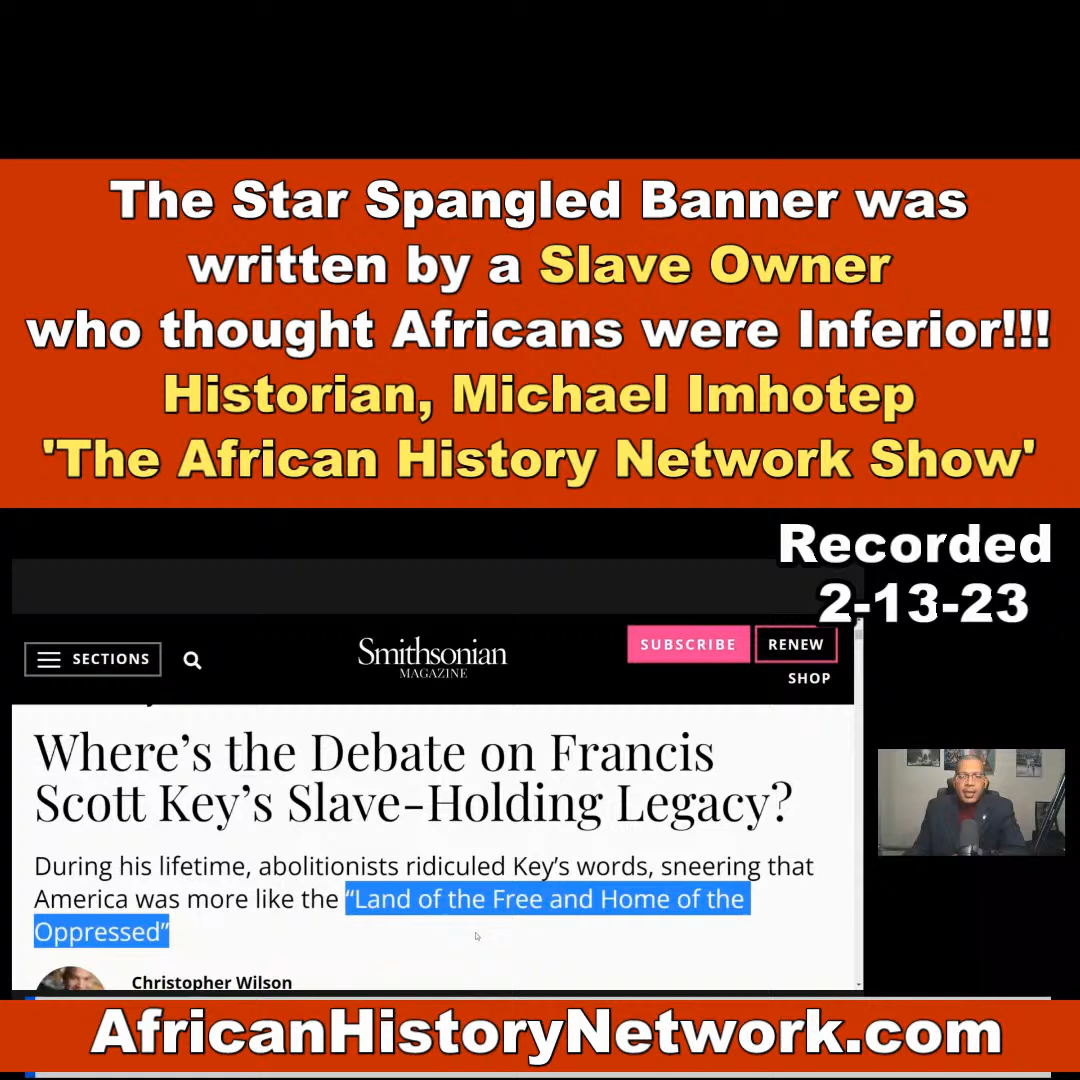 The Star Spangled Banner was
written by a Slave Owner
who thought Africans were Inferior!!!
Historian, Michael Imhotep
'The African History Network Show'
Recorded
2-13-23
SECTIONS
Smithsonian
MAGAZINE
SUBSCRIBE
RENEW
SHOP
Where's the Debate on Francis
Scott Key's Slave-Holding Legacy?
During his lifetime, abolitionists ridiculed Key's words, sneering that
America was more like the “Land of the Free and Home of the
Oppressed”
Christopher Wilson
AfricanHistoryNetwork.com